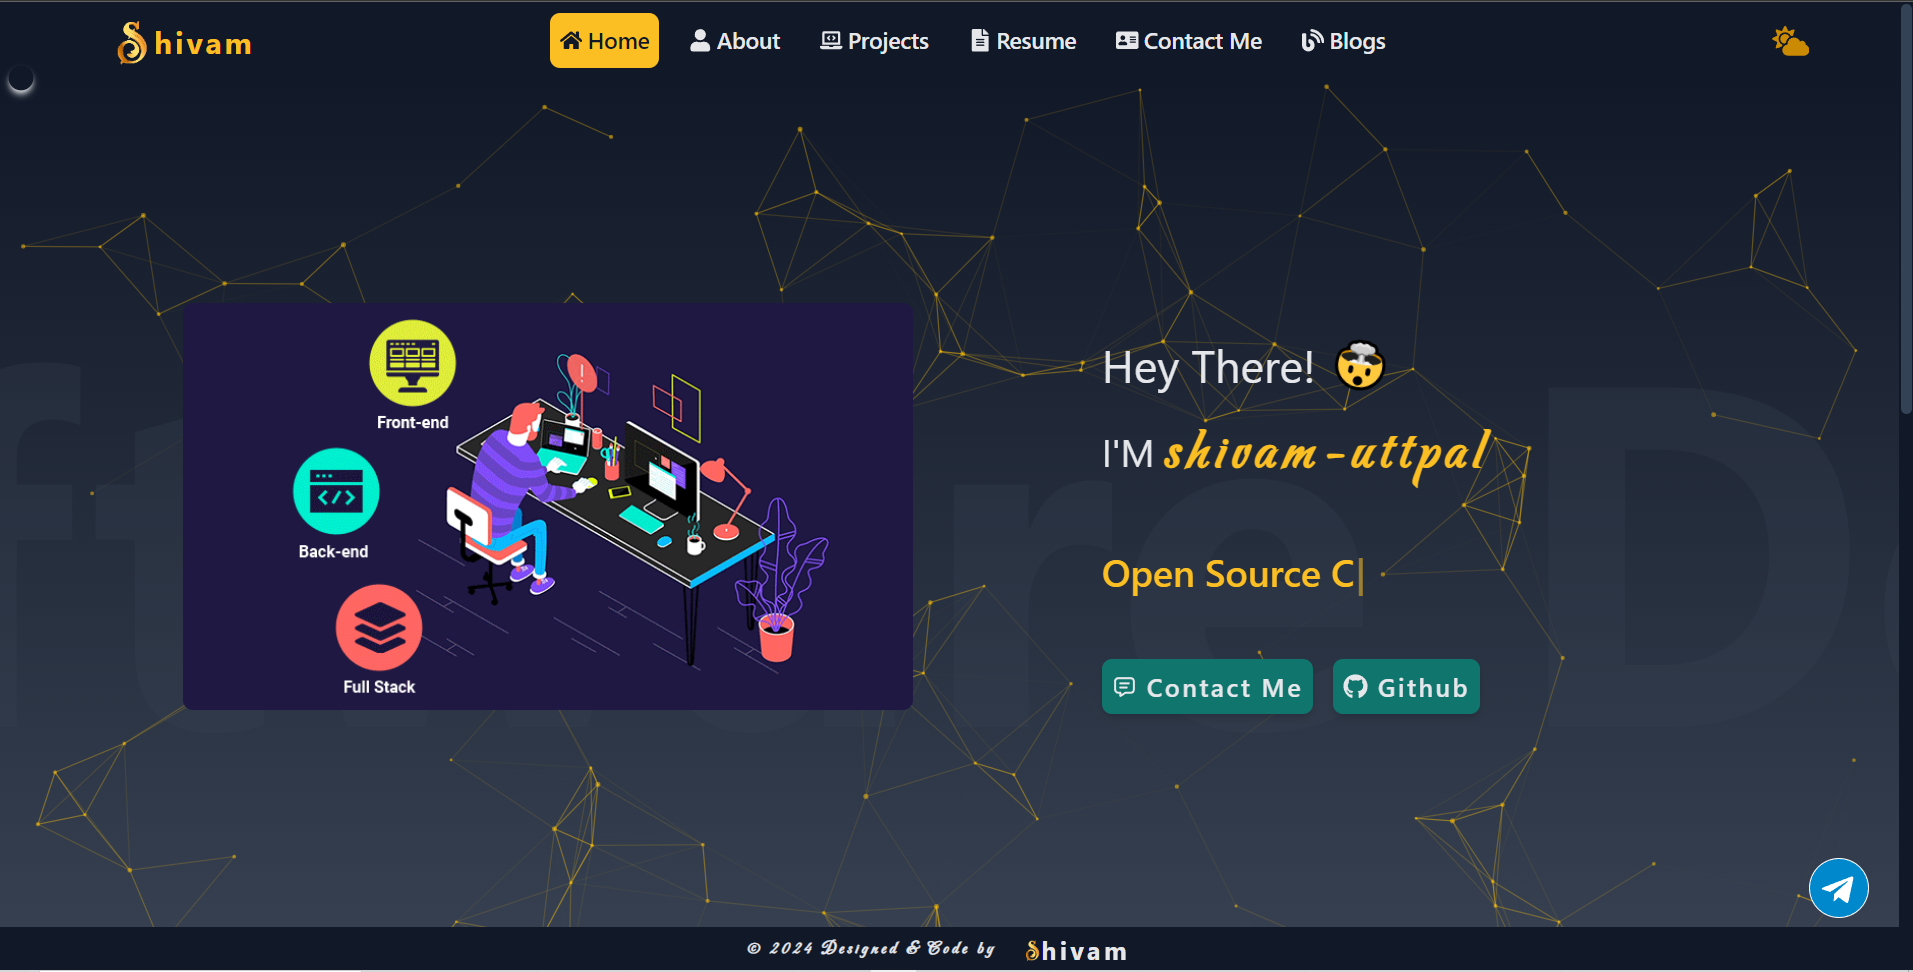 Shivam
Home
About
Projects
Resume
Contact Me
Blogs
Front-end
Back-end
Full Stack
Hey There!
I'M shivam-uttpal
Open Source C|
Contact Me
Github
© 2024 Designed & Code by Shivam